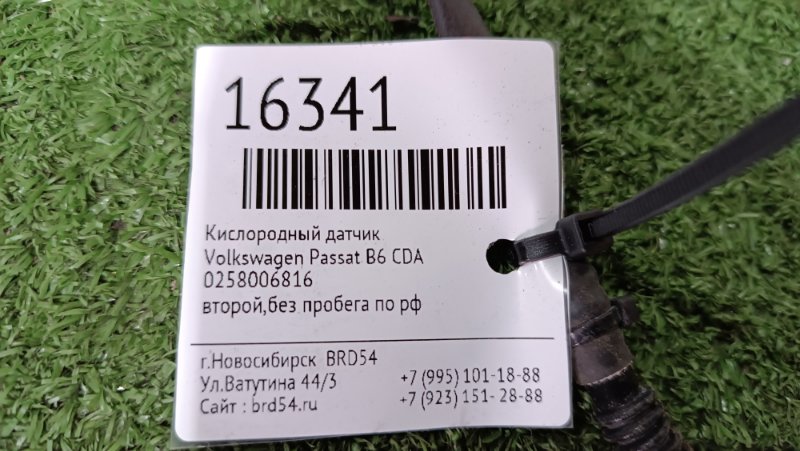 16341
Кислородный датчик
Volkswagen Passat B6 CDA
0258006816
второй,без пробега по рф
г.Новосибирск BRD54
Ул.Ватутина 44/3 +7 (995) 101-18-88
Сайт : brd54.ru +7 (923) 151- 28-88